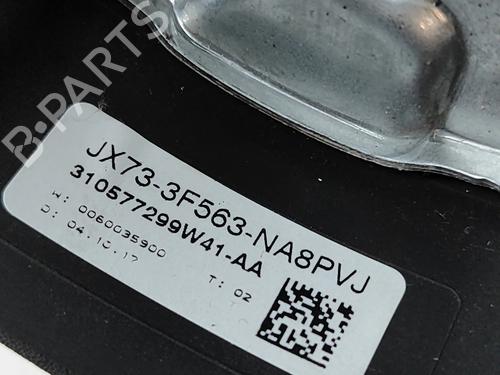 B-PARTS
JX73-3F563-NA8PVJ
310577299W41-AA
W: 0060035900
D: 04.10.17
T: 02